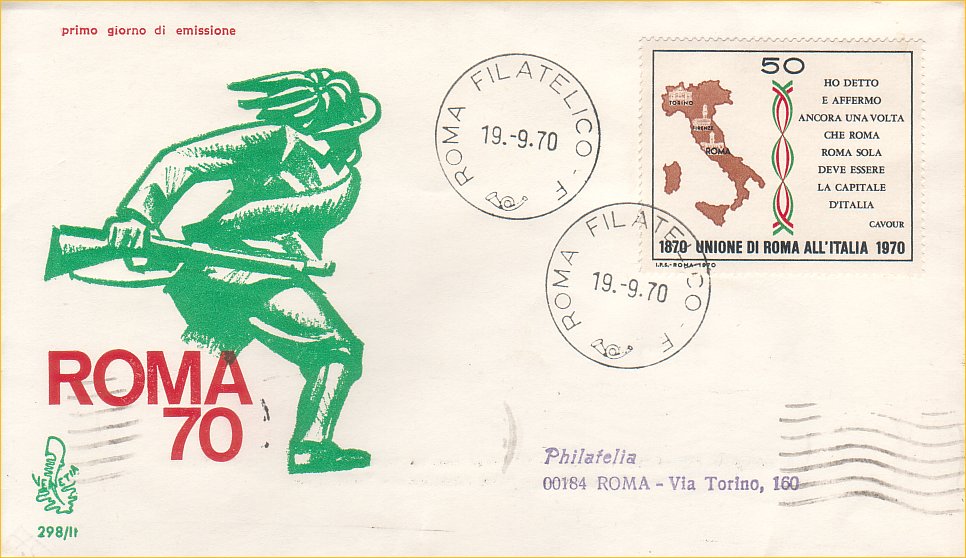 primo giorno di emissione
ROMA FILATELICO - F
19.-9.70
50
TORINO
FIRENZE
ROMA
HO DETTO
E AFFERMO
ANCORA UNA VOLTA
CHE ROMA
ROMA SOLA
DEVE ESSERE
LA CAPITALE
D'ITALIA
CAVOUR
1870 UNIONE DI ROMA ALL'ITALIA 1970
I.P.S.-ROMA-1970
ROMA FILATELICO - F
19.-9.70
ROMA
70
298/It
Philatelia
00184 ROMA - Via Torino, 160